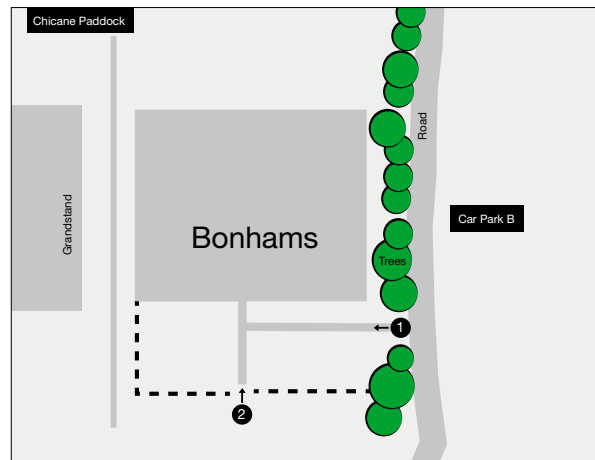 Chicane Paddock
Road
Grandstand
Car Park B
Bonhams
Trees
1
2